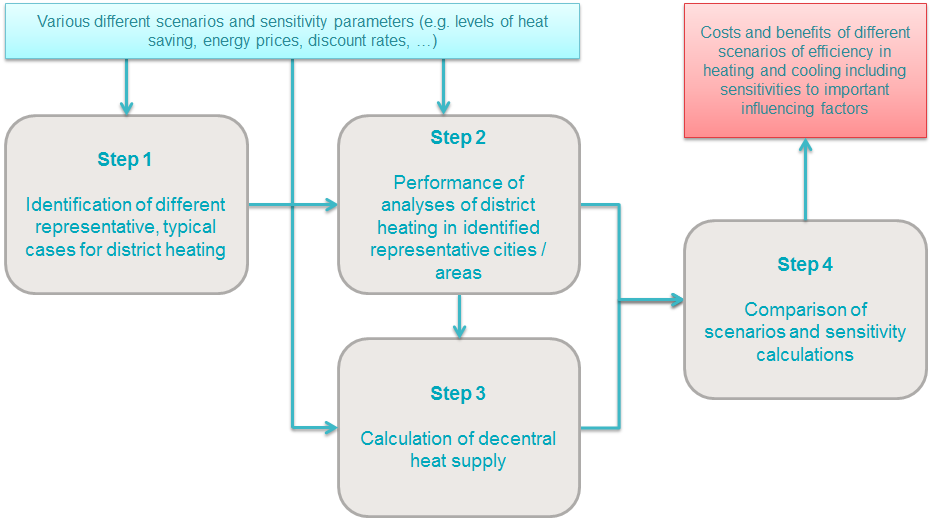 Various different scenarios and sensitivity parameters (e.g. levels of heat
saving, energy prices, discount rates, …)
Costs and benefits of different
scenarios of efficiency in
heating and cooling including
sensitivities to important
influencing factors
Step 1
Identification of different
representative, typical
cases for district heating
Step 2
Performance of
analyses of district
heating in identified
representative cities /
areas
Step 3
Calculation of decentral
heat supply
Step 4
Comparison of
scenarios and sensitivity
calculations